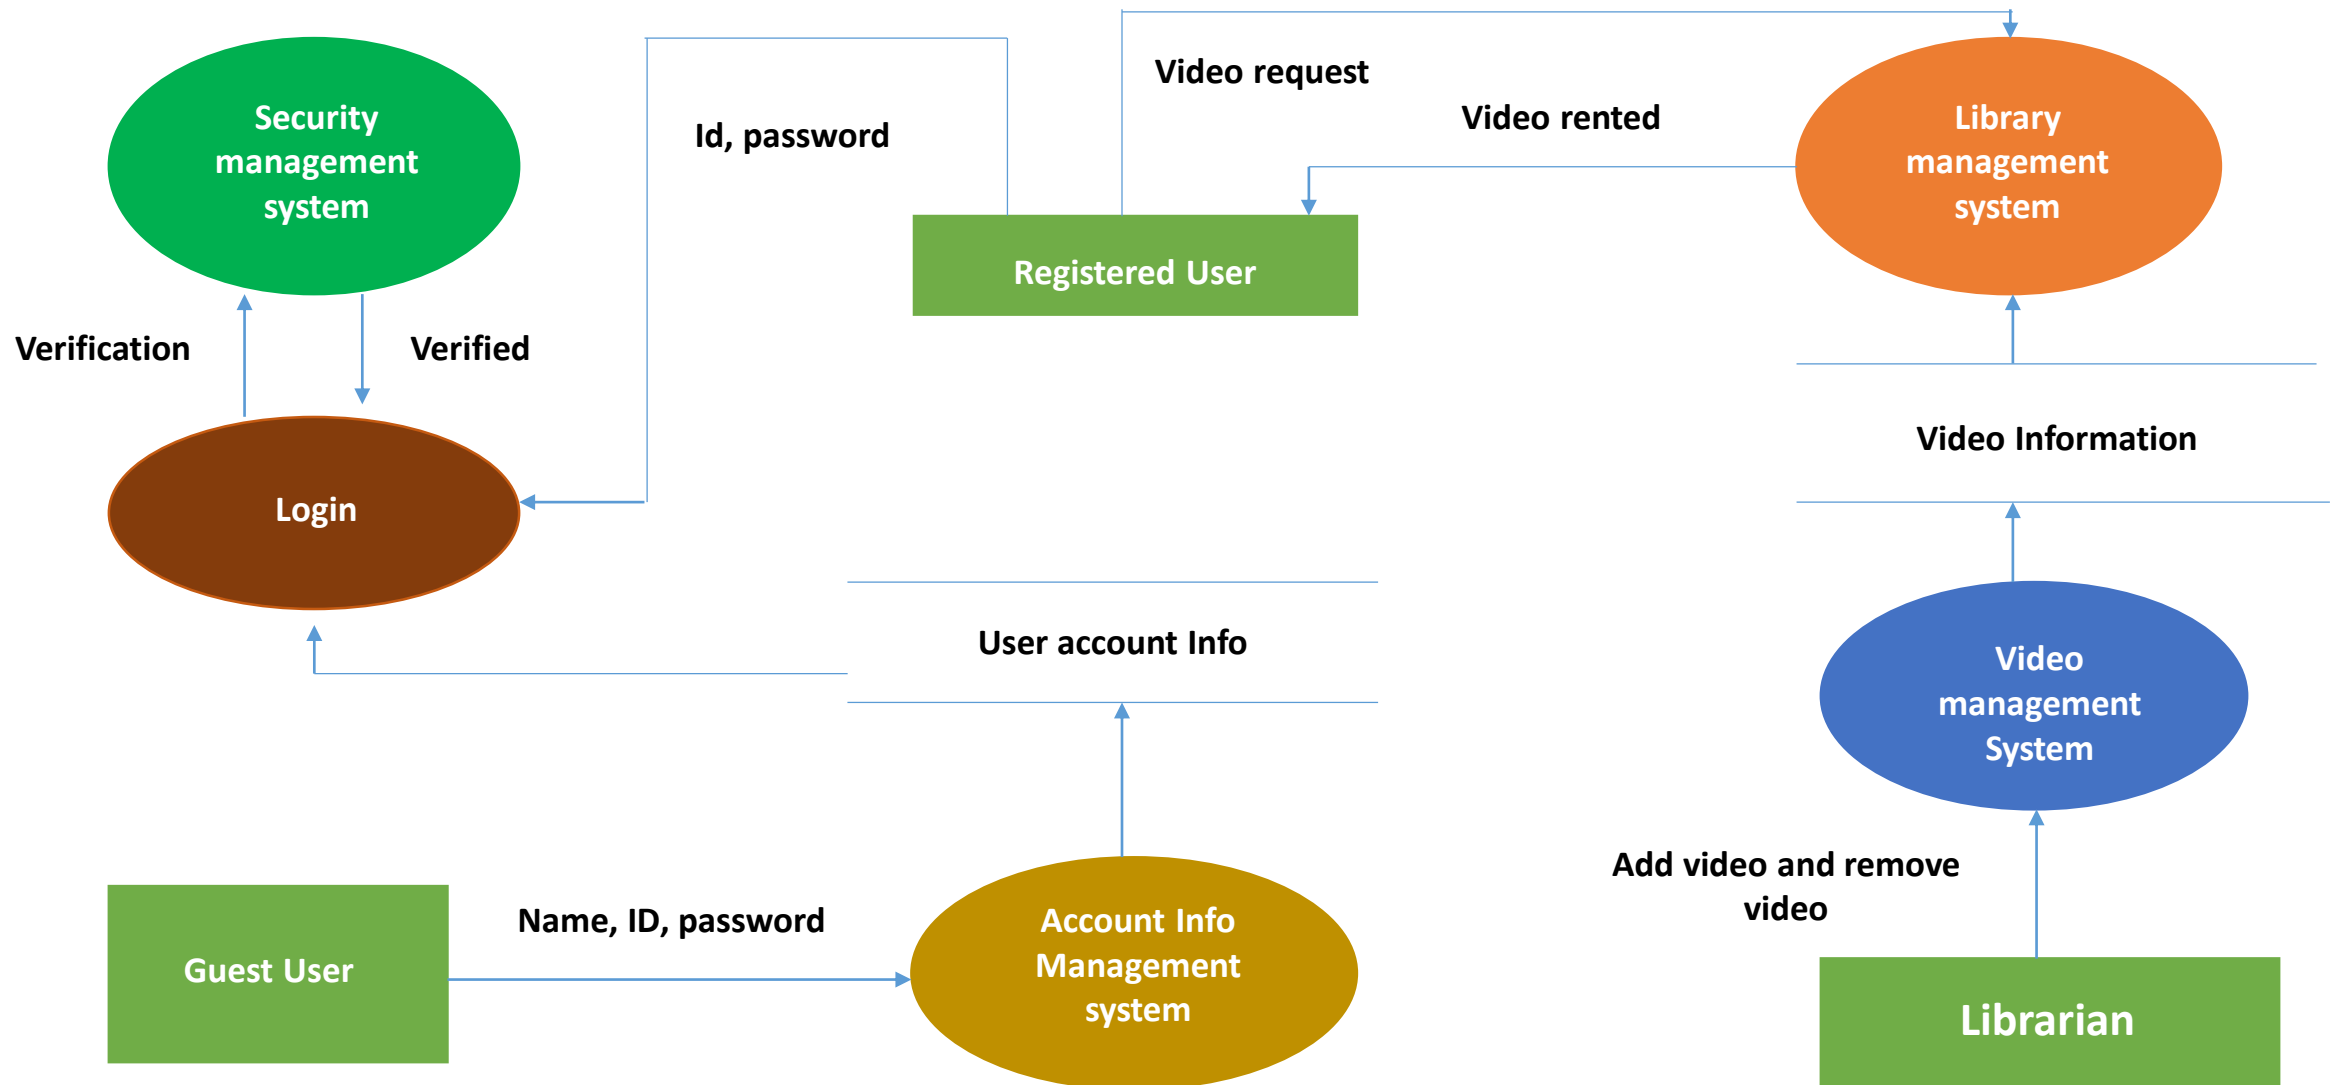 Security
management
system
Id, password
Video request
Video rented
Library
management
system
Registered User
Verification
Verified
Login
Video Information
User account Info
Video
management
System
Add video and remove
video
Guest User
Name, ID, password
Account Info
Management
system
Librarian